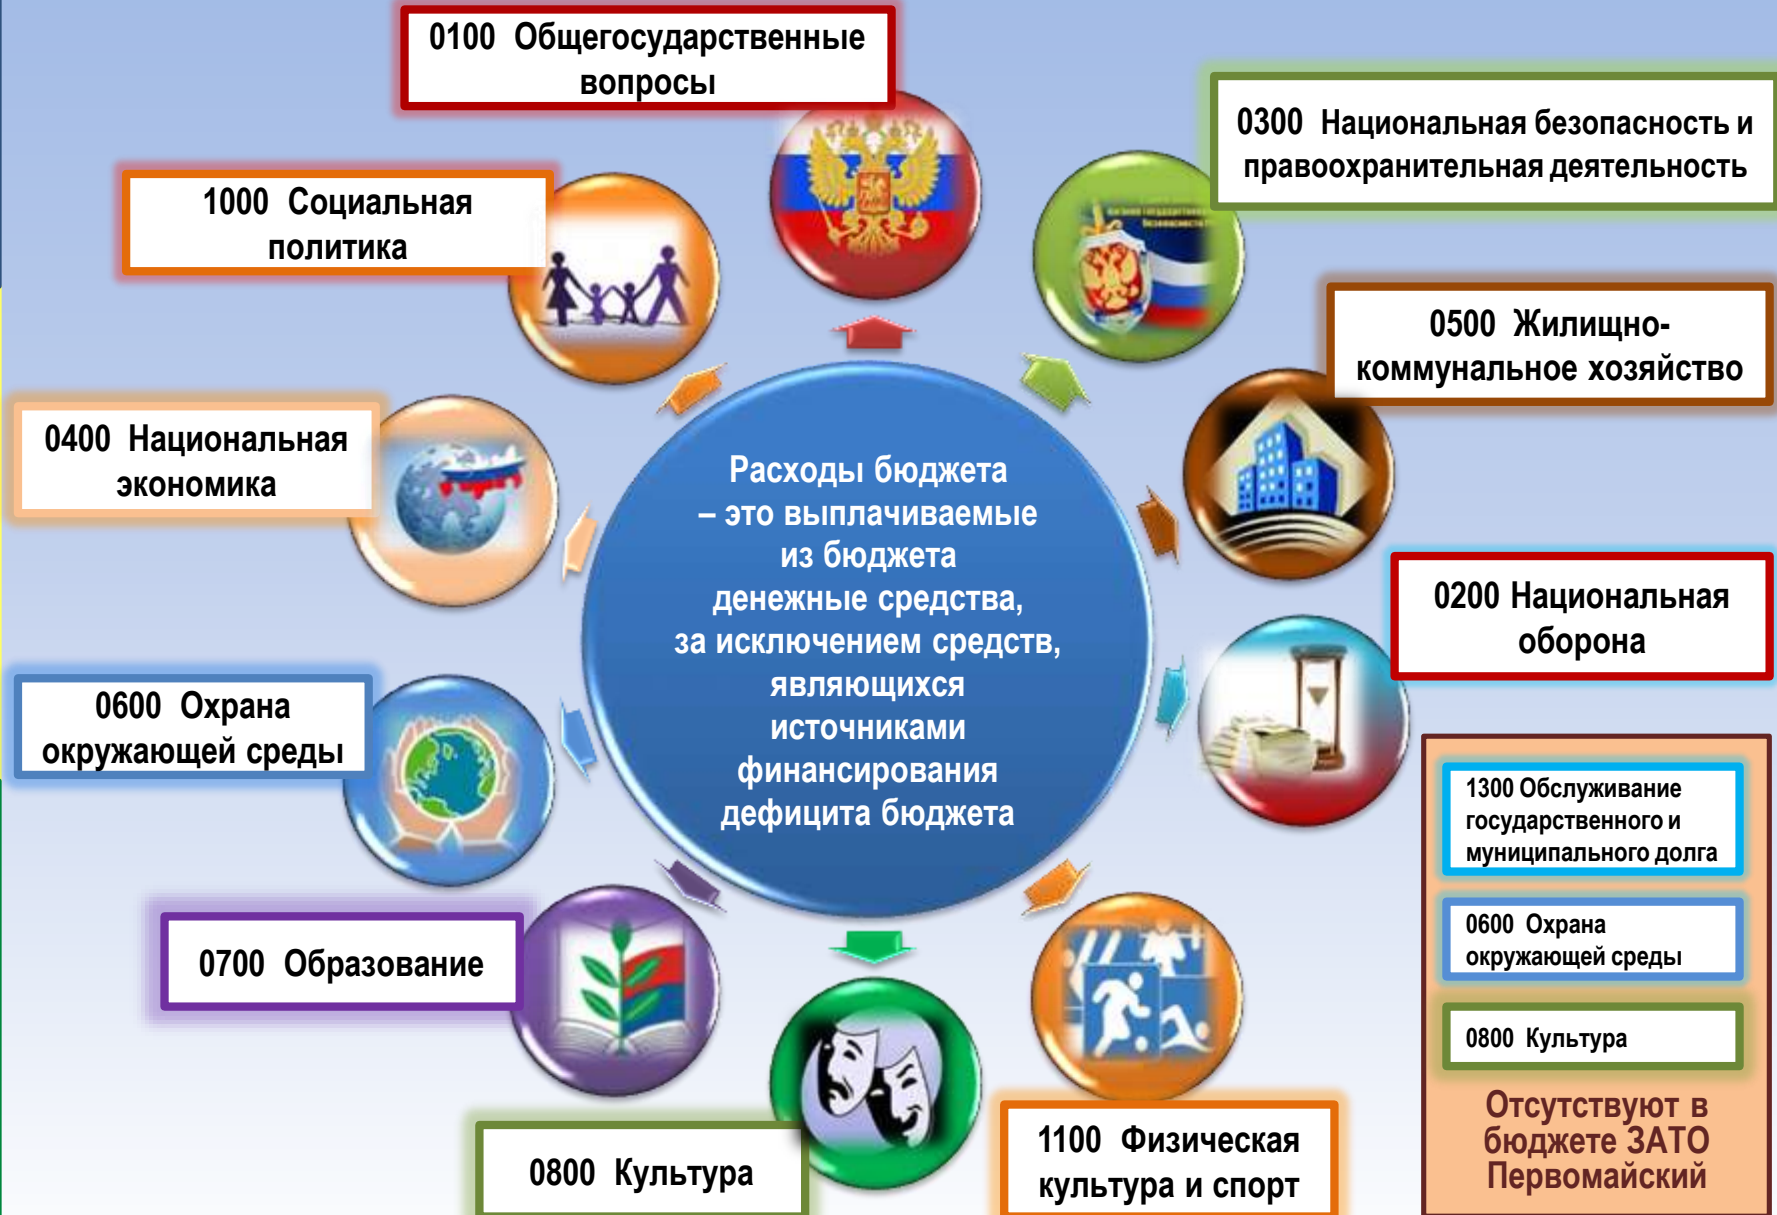 0100 Общегосударственные
вопросы
0300 Национальная безопасность и
правоохранительная деятельность
1000 Социальная
политика
0500 Жилищно-
коммунальное хозяйство
0400 Национальная
экономика
Расходы бюджета
– это выплачиваемые
из бюджета
денежные средства,
за исключением средств,
являющихся
источниками
финансирования
дефицита бюджета
0200 Национальная
оборона
0600 Охрана
окружающей среды
1300 Обслуживание
государственного и
муниципального долга
0600 Охрана
окружающей среды
0800 Культура
Отсутствуют в
бюджете ЗАТО
Первомайский
0700 Образование
0800 Культура
1100 Физическая
культура и спорт